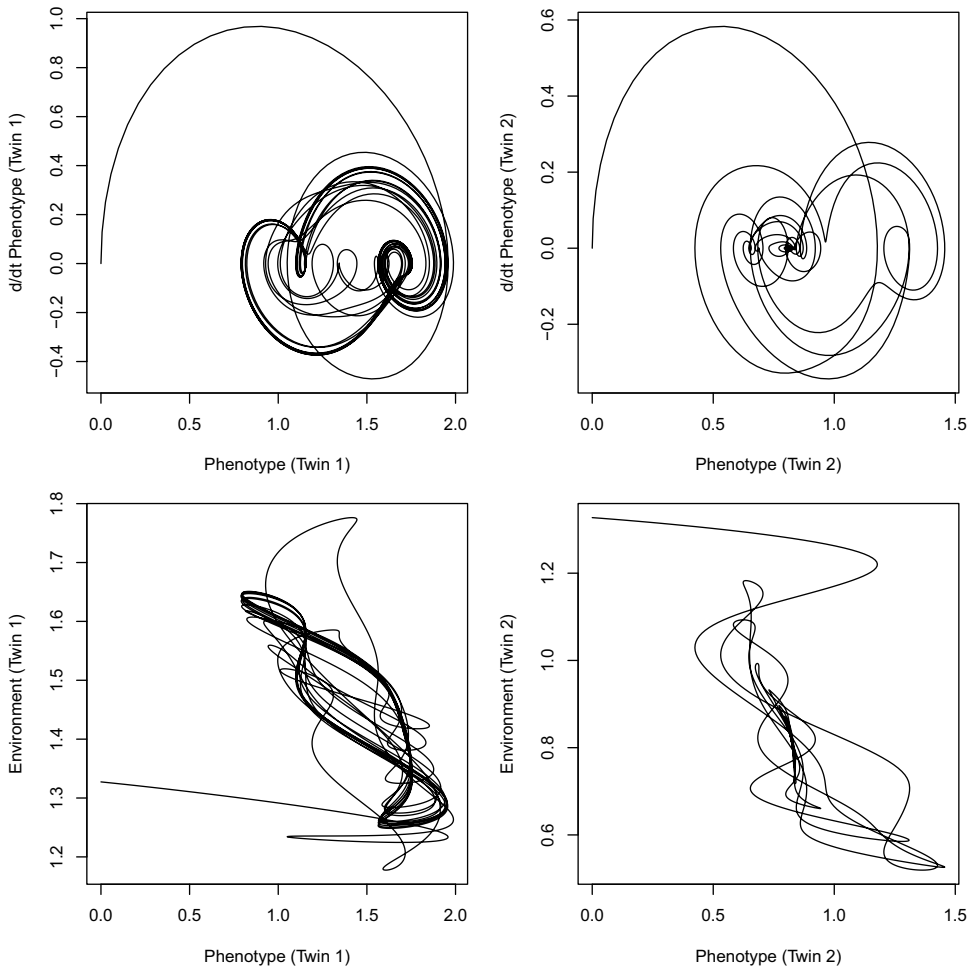 d/dt Phenotype (Twin 1)
1.0
0.8
0.6
0.4
0.2
0.0
−0.2
−0.4
0.0 0.5 1.0 1.5 2.0
Phenotype (Twin 1)
d/dt Phenotype (Twin 2)
0.6
0.4
0.2
0.0
−0.2
0.0 0.5 1.0 1.5
Phenotype (Twin 2)
Environment (Twin 1)
1.8
1.7
1.6
1.5
1.4
1.3
1.2
0.0 0.5 1.0 1.5 2.0
Phenotype (Twin 1)
Environment (Twin 2)
1.2
1.0
0.8
0.6
0.0 0.5 1.0 1.5
Phenotype (Twin 2)